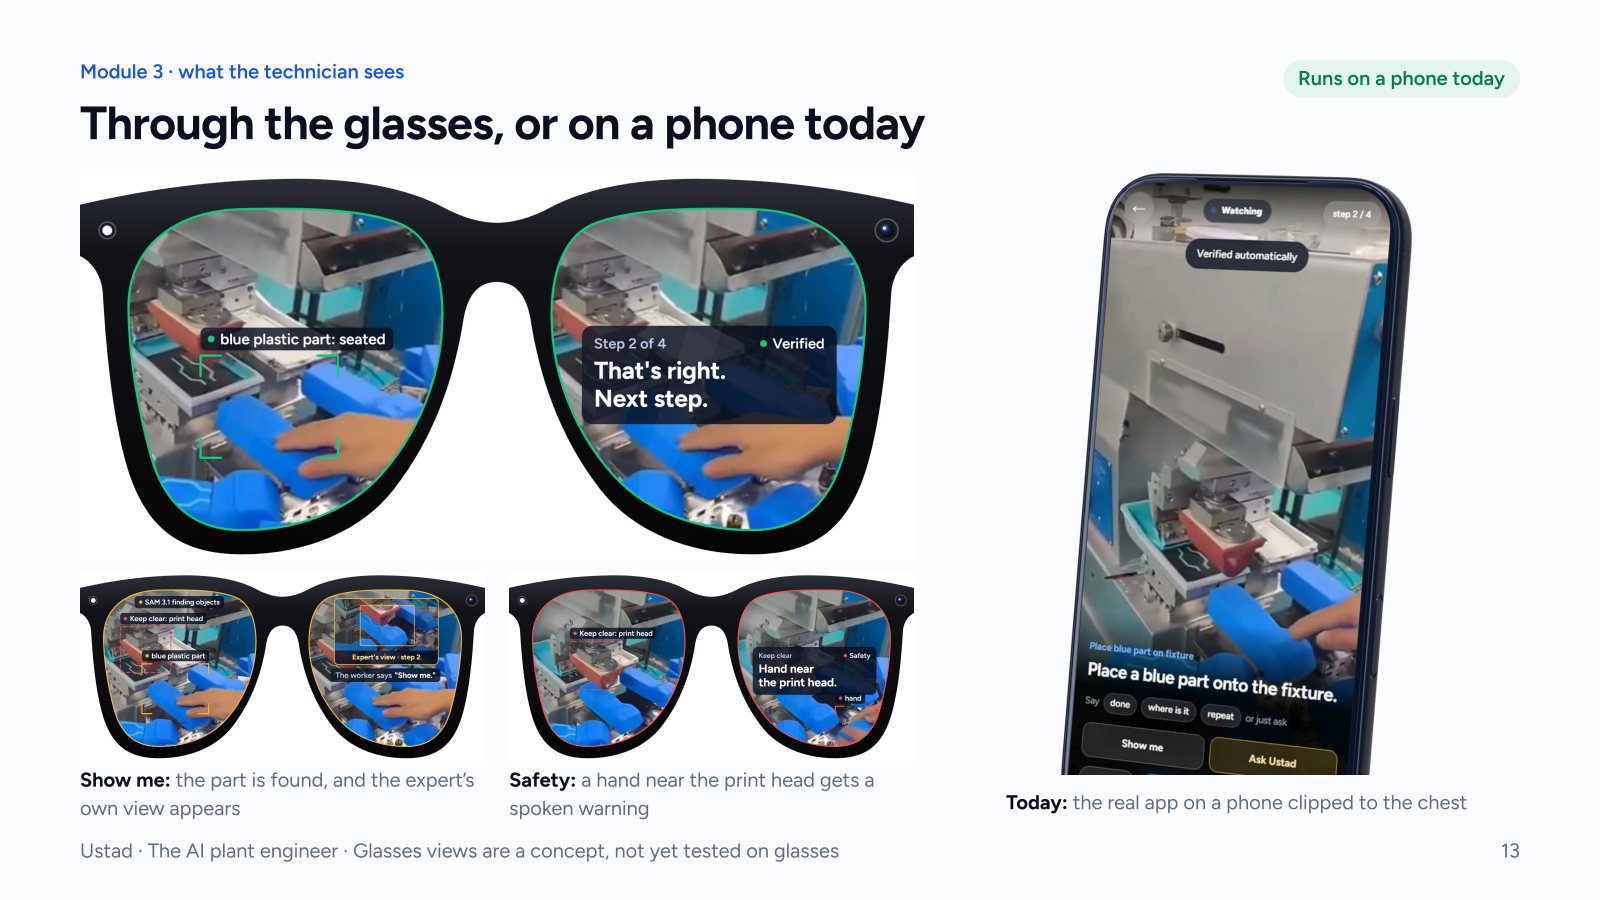 Module 3 · what the technician sees
Runs on a phone today
Through the glasses, or on a phone today
blue plastic part: seated
Step 2 of 4
Verified
That's right.
Next step.
SAM 3.1 finding objects
Keep clear: print head
blue plastic part
Expert's view · step 2
The worker says "Show me."
Keep clear: print head
Keep clear
Safety
Hand near
the print head.
hand
Show me: the part is found, and the expert’s
own view appears
Safety: a hand near the print head gets a
spoken warning
←
Watching
step 2 / 4
Verified automatically
Place blue part on fixture
Place a blue part onto the fixture.
Say done where is it repeat or just ask
Show me
Ask Ustad
Today: the real app on a phone clipped to the chest
Ustad · The AI plant engineer · Glasses views are a concept, not yet tested on glasses
13